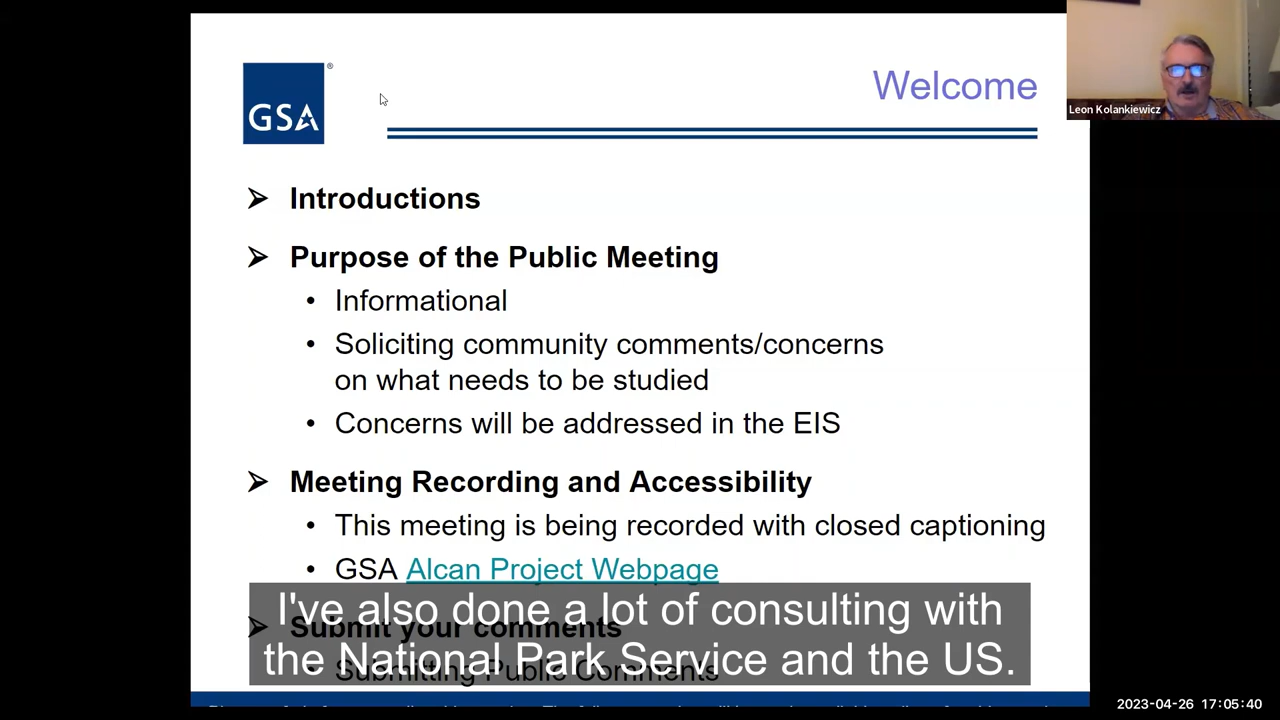 GSA
®
Welcome
Leon Kolankiewicz
Introductions
Purpose of the Public Meeting
Informational
Soliciting community comments/concerns
on what needs to be studied
Concerns will be addressed in the EIS
Meeting Recording and Accessibility
This meeting is being recorded with closed captioning
GSA Alcan Project Webpage
Submit your comments
Submitting Public Comments
I've also done a lot of consulting with
the National Park Service and the US.
2023-04-26 17:05:40